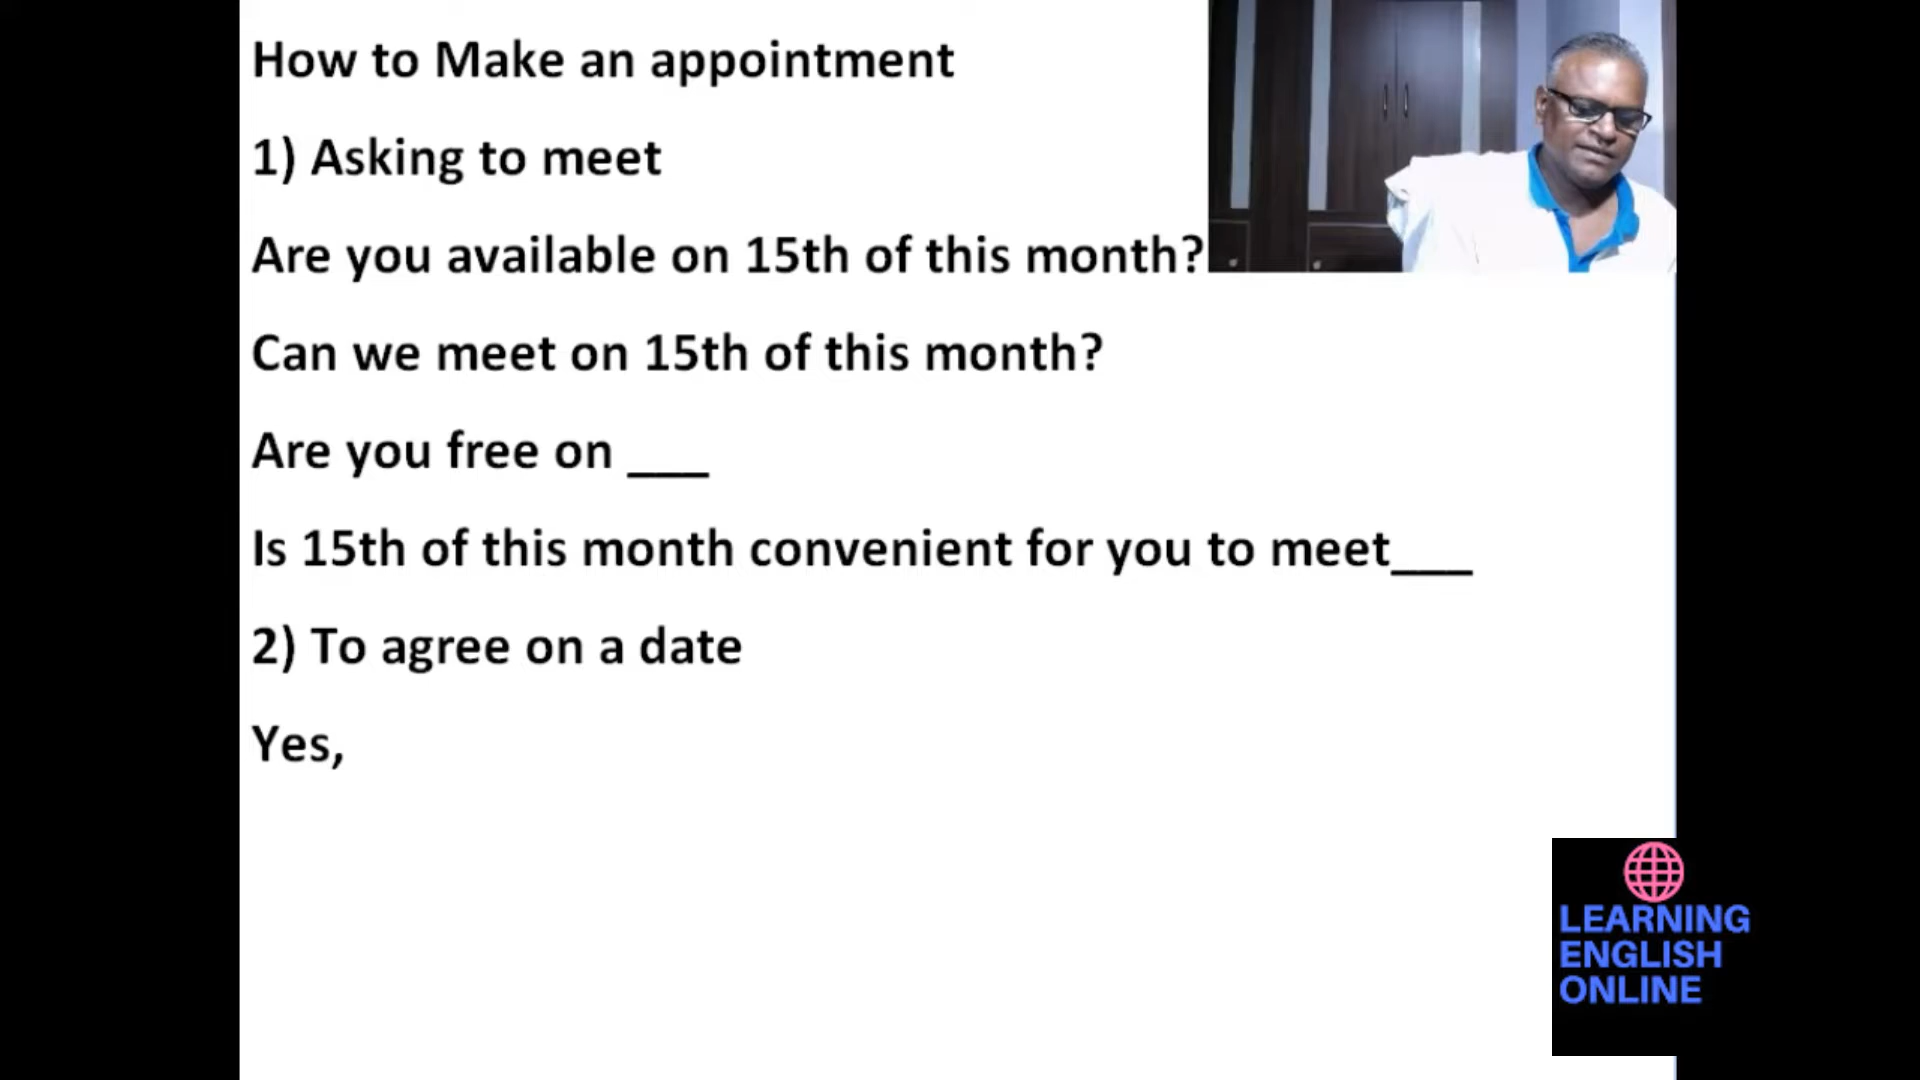 How to Make an appointment
1) Asking to meet
Are you available on 15th of this month?
Can we meet on 15th of this month?
Are you free on ___
Is 15th of this month convenient for you to meet___
2) To agree on a date
Yes,
LEARNING
ENGLISH
ONLINE